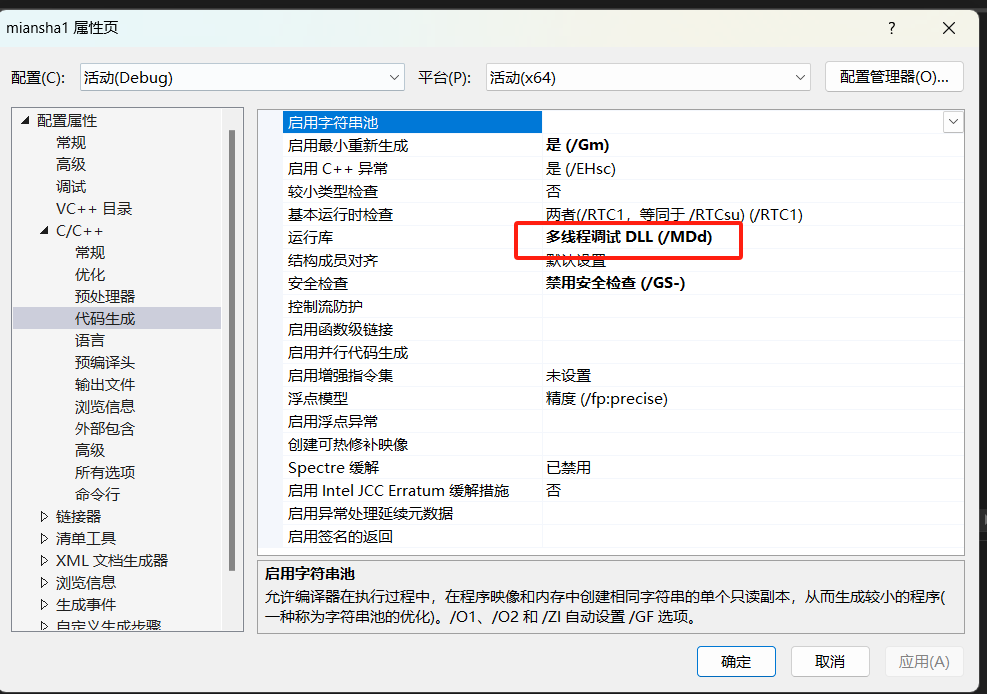 miansha1 属性页
?
配置(C):
活动(Debug)
平台(P):
活动(x64)
配置管理器(O)...
配置属性
常规
高级
调试
VC++ 目录
C/C++
常规
优化
预处理器
代码生成
语言
预编译头
输出文件
浏览信息
外部包含
高级
所有选项
命令行
链接器
清单工具
XML 文档生成器
浏览信息
生成事件
自定义生成步骤
启用字符串池
启用最小重新生成 是 (/Gm)
启用 C++ 异常 是 (/EHsc)
较小类型检查 否
基本运行时检查 两者(/RTC1，等同于 /RTCsu) (/RTC1)
运行库 多线程调试 DLL (/MDd)
结构成员对齐 默认设置
安全检查 禁用安全检查 (/GS-)
控制流防护
启用函数级链接
启用并行代码生成
启用增强指令集 未设置
浮点模型 精度 (/fp:precise)
启用浮点异常
创建可热修补映像
Spectre 缓解 已禁用
启用 Intel JCC Erratum 缓解措施 否
启用异常处理延续元数据
启用签名的返回
启用字符串池
允许编译器在执行过程中，在程序映像和内存中创建相同字符串的单个只读副本，从而生成较小的程序(
一种称为字符串池的优化)。/O1、/O2 和 /ZI 自动设置 /GF 选项。
确定
取消
应用(A)